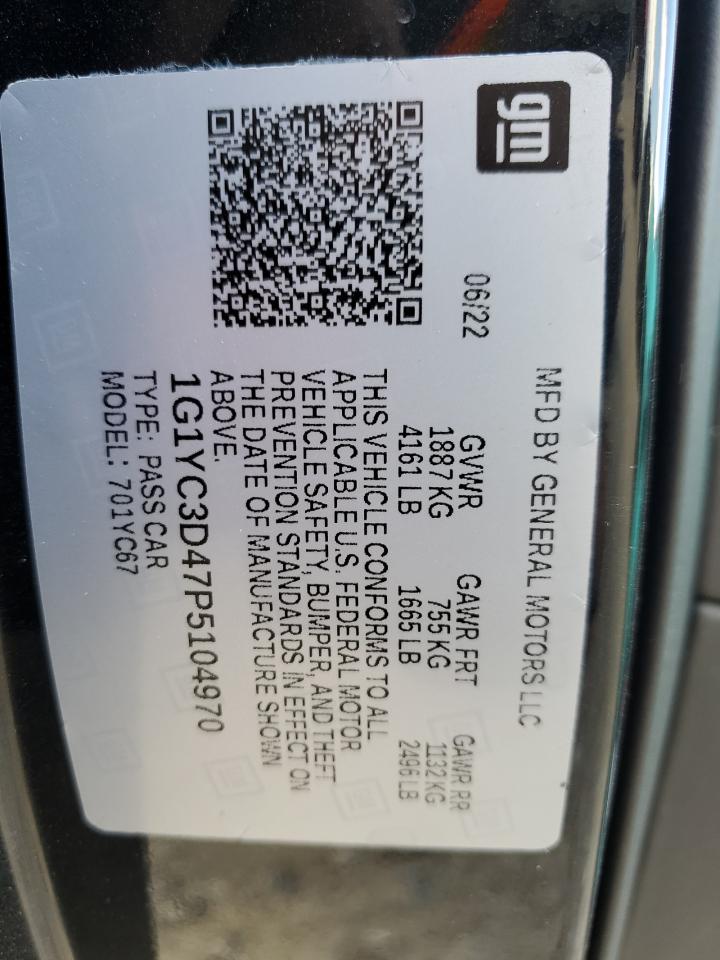 gm
MFD BY GENERAL MOTORS LLC
06/22
GVWR GAWR FRT GAWR RR
1887 KG 755 KG 1132 KG
4161 LB 1665 LB 2496 LB
THIS VEHICLE CONFORMS TO ALL
APPLICABLE U.S. FEDERAL MOTOR
VEHICLE SAFETY, BUMPER, AND THEFT
PREVENTION STANDARDS IN EFFECT ON
THE DATE OF MANUFACTURE SHOWN
ABOVE.
1G1YC3D47P5104970
TYPE: PASS CAR
MODEL: 701YC67